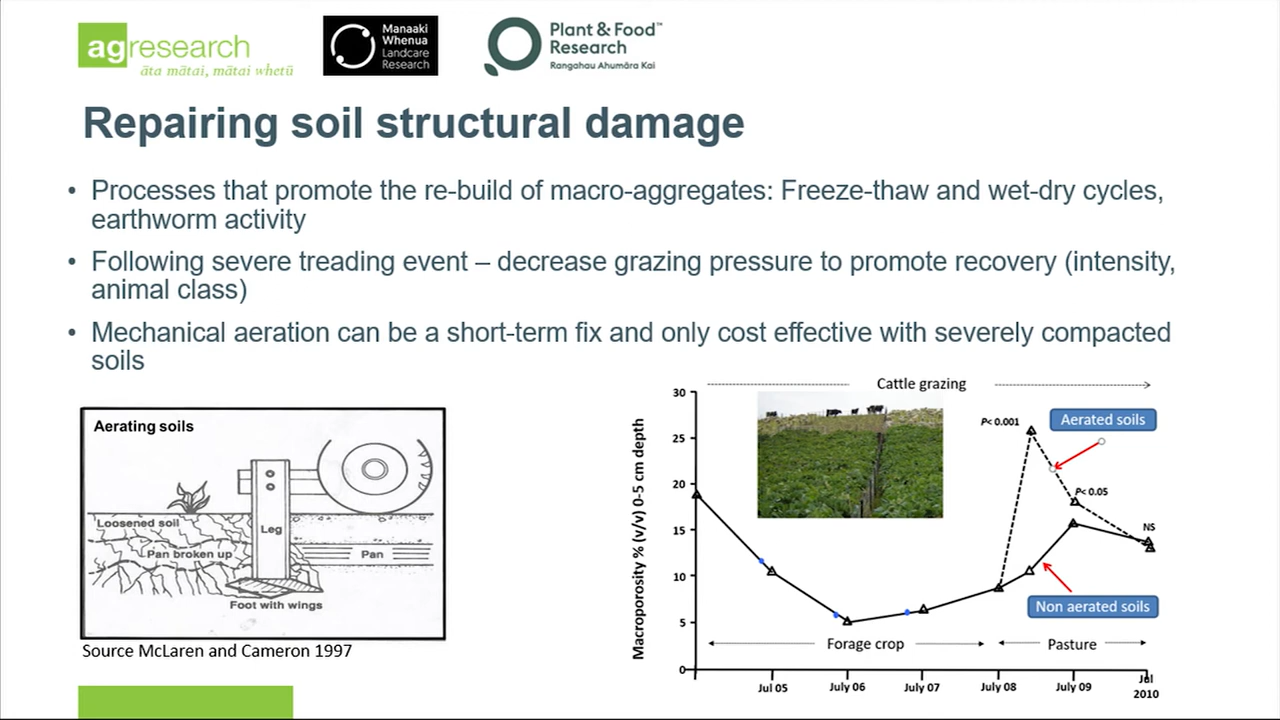 agresearch
āta mātai, mātai whetū
Manaaki
Whenua
Landcare
Research
Plant & Food™
Research
Rangahau Ahumāra Kai
Repairing soil structural damage
• Processes that promote the re-build of macro-aggregates: Freeze-thaw and wet-dry cycles,
earthworm activity
• Following severe treading event – decrease grazing pressure to promote recovery (intensity,
animal class)
• Mechanical aeration can be a short-term fix and only cost effective with severely compacted
soils
Aerating soils
Loosened soil
Leg
Pan broken up
Pan
Foot with wings
Source McLaren and Cameron 1997
Cattle grazing
Macroporosity % (v/v) 0-5 cm depth
30
25
20
15
10
5
0
P< 0.001
Aerated soils
P< 0.05
NS
Non aerated soils
Forage crop
Pasture
Jul 05
July 06
July 07
July 08
July 09
Jul
2010